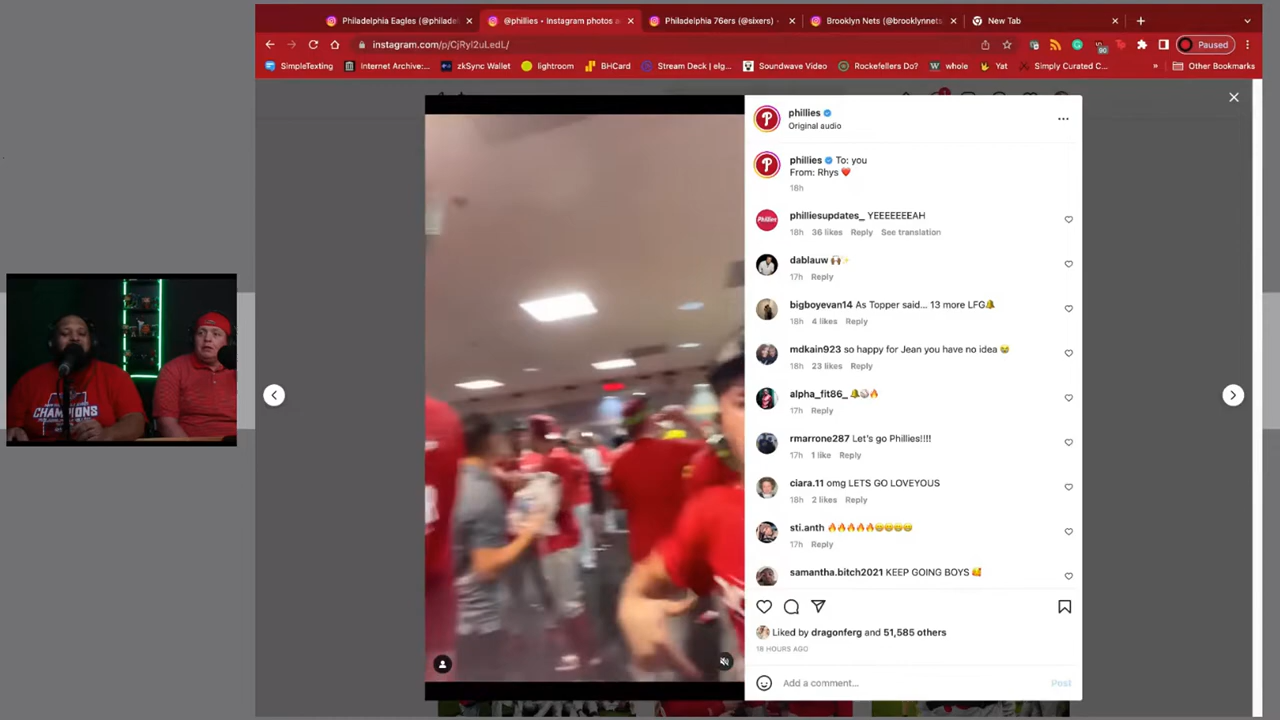 Philadelphia Eagles (@philadel
@phillies • Instagram photos a
Philadelphia 76ers (@sixers) •
Brooklyn Nets (@brooklynnets
New Tab
instagram.com/p/CjRyl2uLedL/
90
Paused
SimpleTexting
Internet Archive:...
zkSync Wallet
lightroom
BHCard
Stream Deck | elg...
Soundwave Video
Rockefellers Do?
whole
Yat
Simply Curated C...
»
Other Bookmarks
phillies
Original audio
phillies To: you
From: Rhys ❤️
18h
philliesupdates_ YEEEEEEEAH
18h 36 likes Reply See translation
dablauw 🙌🏾✨
17h Reply
bigboyevan14 As Topper said... 13 more LFG🔔
18h 4 likes Reply
mdkain923 so happy for Jean you have no idea 😭
18h 23 likes Reply
alpha_fit86_ 🔔⚾🔥
17h Reply
rmarrone287 Let's go Phillies!!!!
17h 1 like Reply
ciara.11 omg LETS GO LOVEYOUS
18h 2 likes Reply
sti.anth 🔥🔥🔥🔥🔥😄😄😄😄
17h Reply
samantha.bitch2021 KEEP GOING BOYS 🥰
Liked by dragonferg and 51,585 others
18 HOURS AGO
Add a comment...
Post
CHAMPIONS